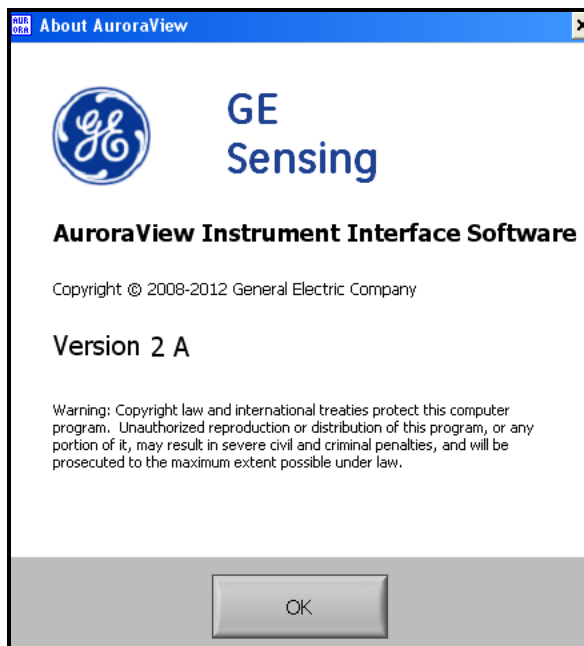 AUR
ORA
About AuroraView
GE
GE
Sensing
AuroraView Instrument Interface Software
Copyright © 2008-2012 General Electric Company
Version 2 A
Warning: Copyright law and international treaties protect this computer
program.  Unauthorized reproduction or distribution of this program, or any
portion of it, may result in severe civil and criminal penalties, and will be
prosecuted to the maximum extent possible under law.
OK